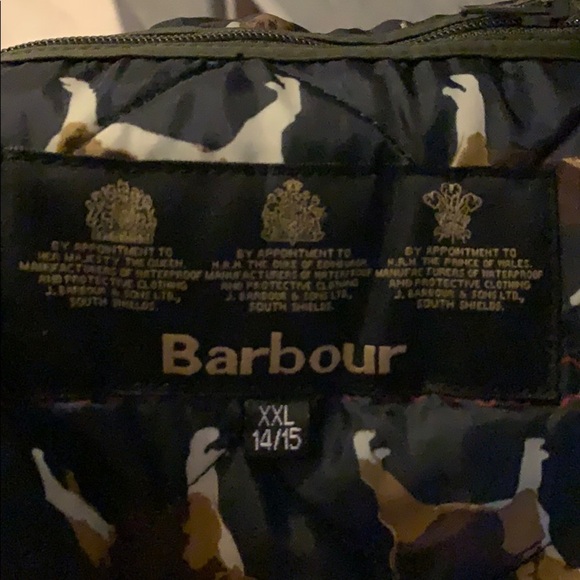 BY APPOINTMENT TO
H.M. HER MAJESTY THE QUEEN
MANUFACTURERS OF WATERPROOF
AND PROTECTIVE CLOTHING
J. BARBOUR & SONS LTD.,
SOUTH SHIELDS.
BY APPOINTMENT TO
H.R.H. THE DUKE OF EDINBURGH
MANUFACTURERS OF WATERPROOF
AND PROTECTIVE CLOTHING
J. BARBOUR & SONS LTD.,
SOUTH SHIELDS.
BY APPOINTMENT TO
H.R.H. THE PRINCE OF WALES
MANUFACTURERS OF WATERPROOF
AND PROTECTIVE CLOTHING
J. BARBOUR & SONS LTD.,
SOUTH SHIELDS.
Barbour
XXL
14/15